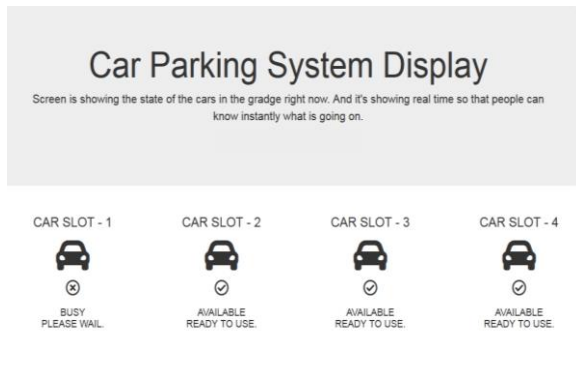 Car Parking System Display
Screen is showing the state of the cars in the gradge right now. And it's showing real time so that people can
know instantly what is going on.
CAR SLOT - 1
CAR SLOT - 2
CAR SLOT - 3
CAR SLOT - 4
BUSY
PLEASE WAIL.
AVAILABLE
READY TO USE.
AVAILABLE
READY TO USE.
AVAILABLE
READY TO USE.